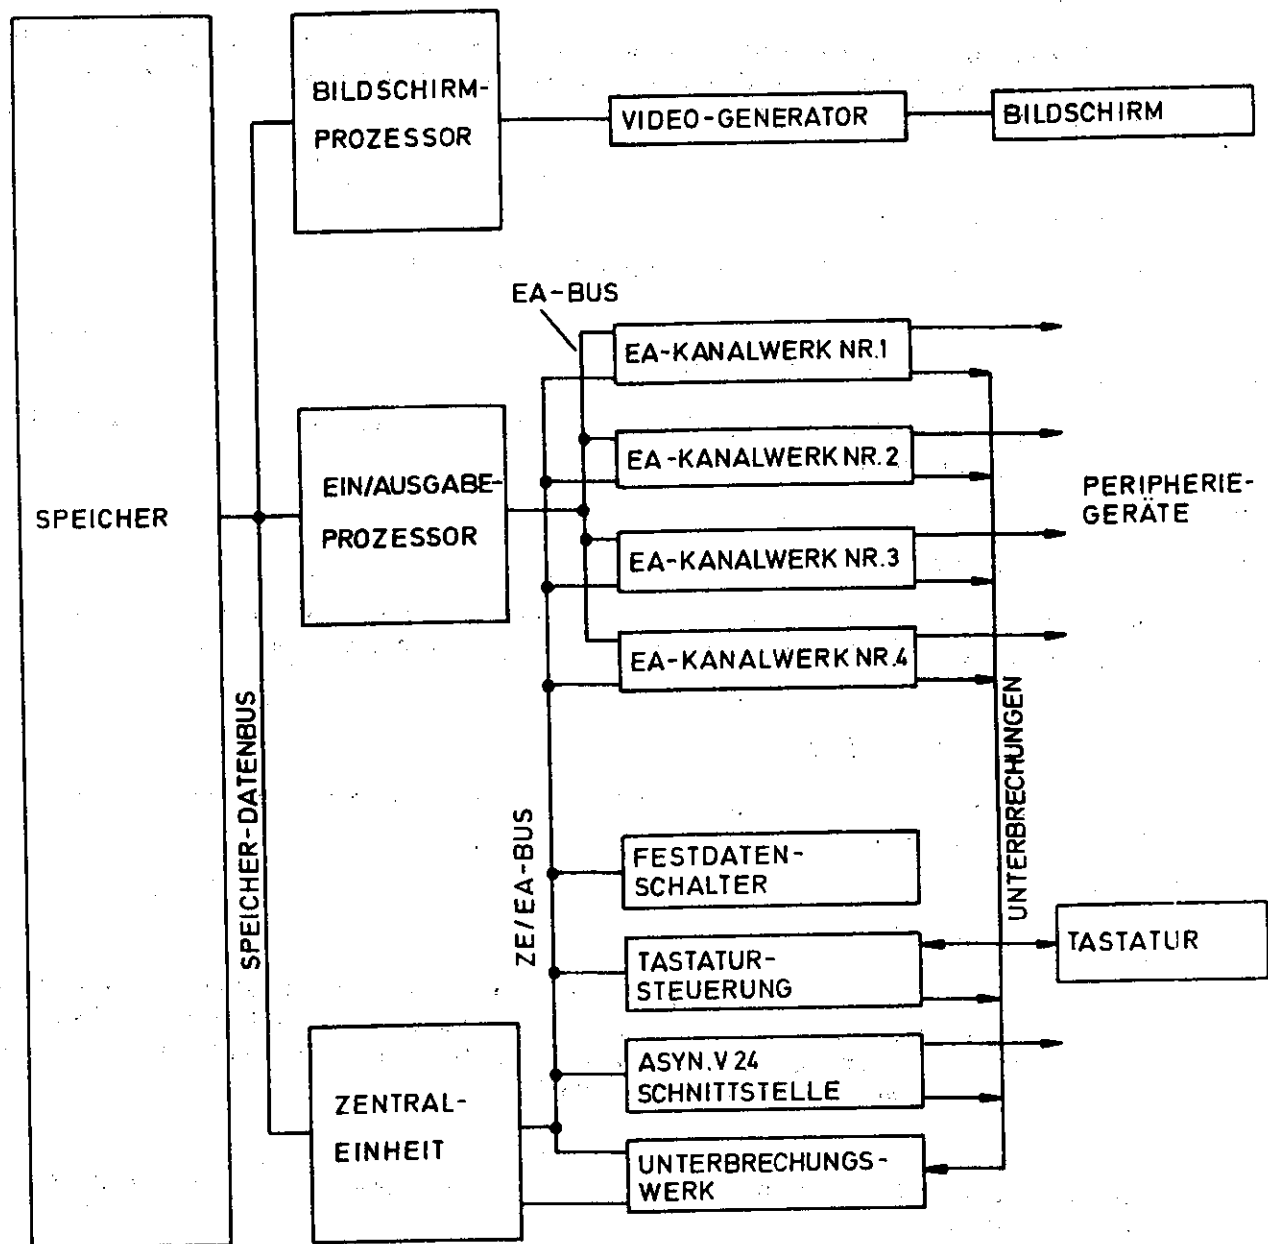 BILDSCHIRM-
PROZESSOR
VIDEO-GENERATOR
BILDSCHIRM
EA-BUS
EA-KANALWERK NR.1
EA-KANALWERK NR.2
EIN/AUSGABE-
PROZESSOR
PERIPHERIE-
GERÄTE
SPEICHER
EA-KANALWERK NR.3
EA-KANALWERK NR.4
SPEICHER-DATENBUS
ZE/EA-BUS
UNTERBRECHUNGEN
FESTDATEN-
SCHALTER
TASTATUR-
STEUERUNG
TASTATUR
ASYN. V 24
SCHNITTSTELLE
ZENTRAL-
EINHEIT
UNTERBRECHUNGS-
WERK